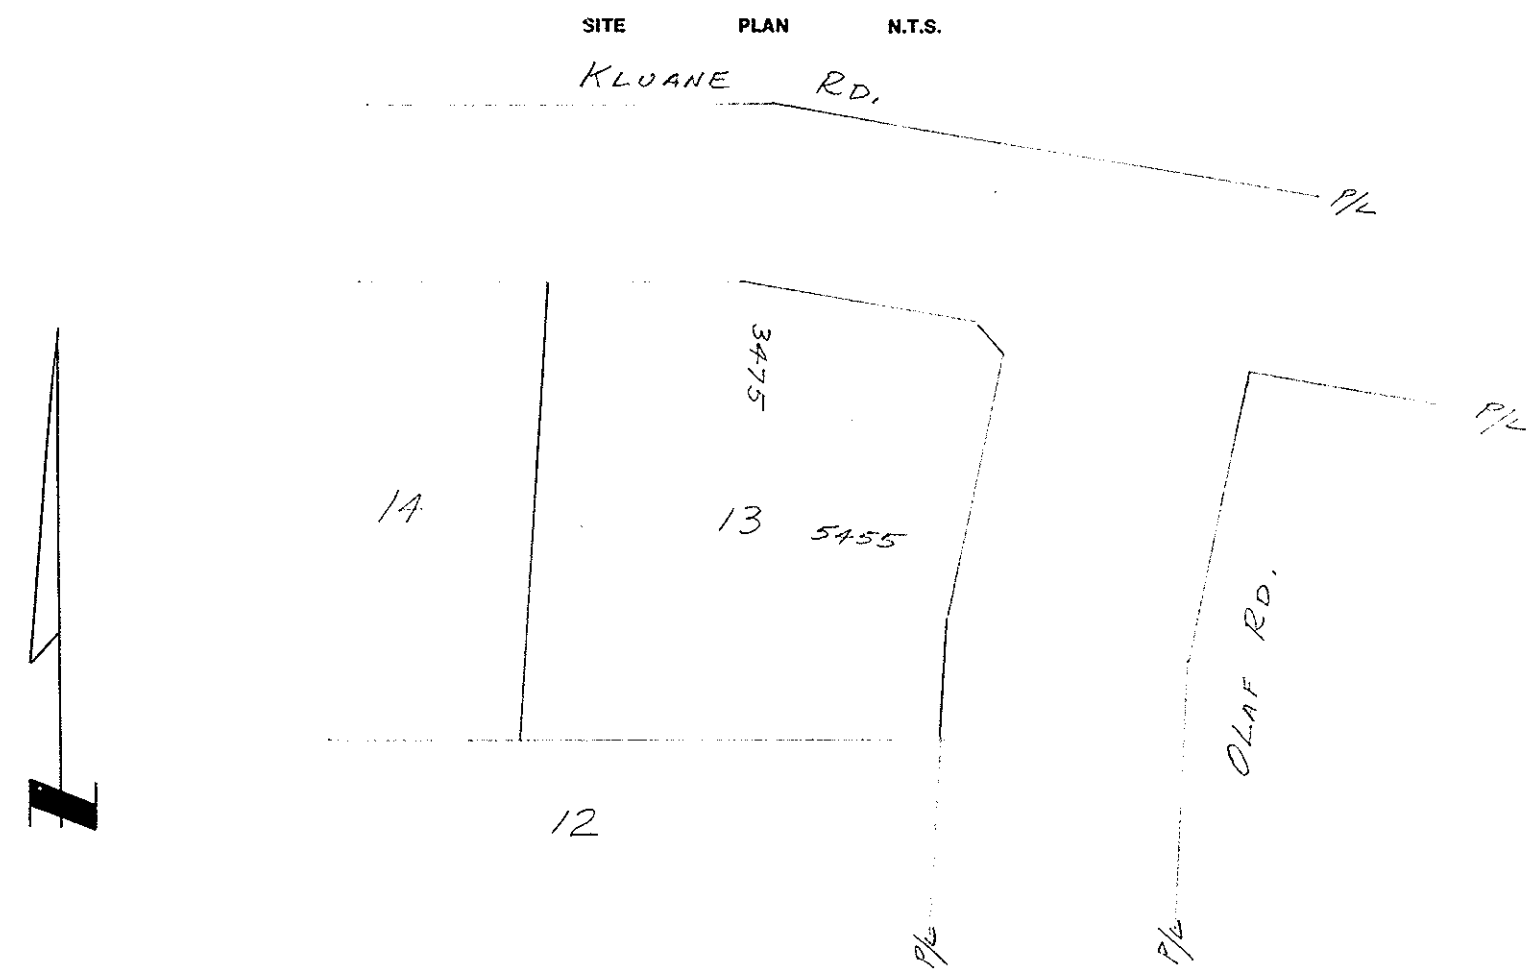 SITE PLAN N.T.S.
KLUANE RD.
P/L
3475
P/L
14
13 5455
OLAF RD.
12
P/L
P/L
N